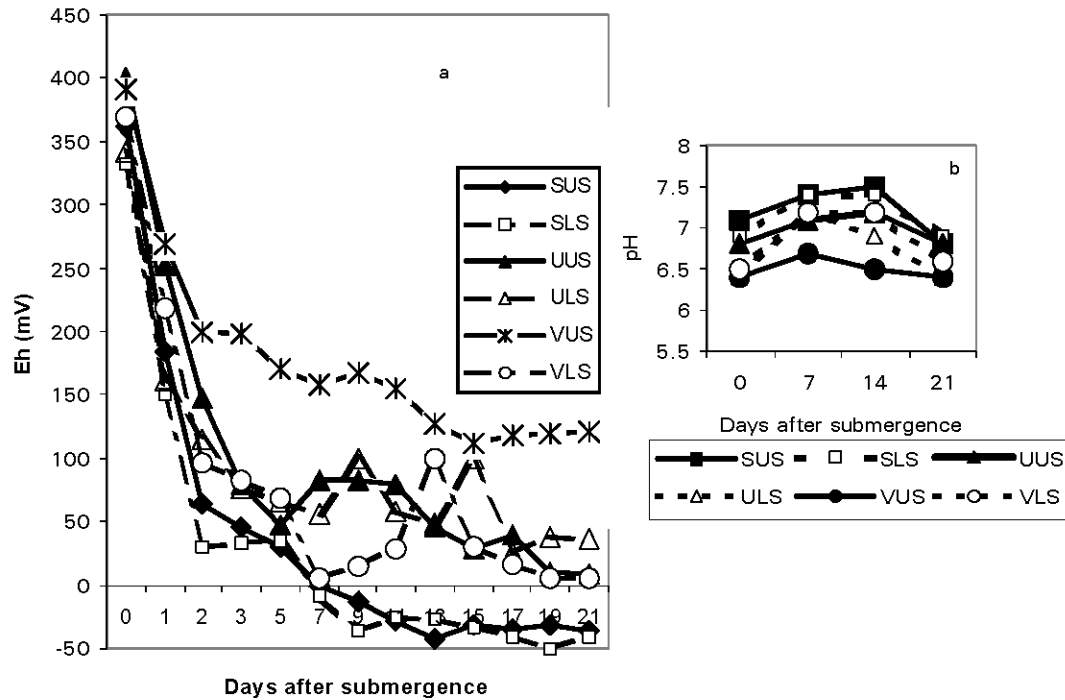 450
400
350
300
250
200
150
100
50
0
-50
Eh (mV)
a
0 1 2 3 5 7 9 11 13 15 17 19 21
Days after submergence
SUS
SLS
UUS
ULS
VUS
VLS
8
7.5
7
6.5
6
5.5
pH
b
0 7 14 21
Days after submergence
SUS SLS UUS
ULS VUS VLS